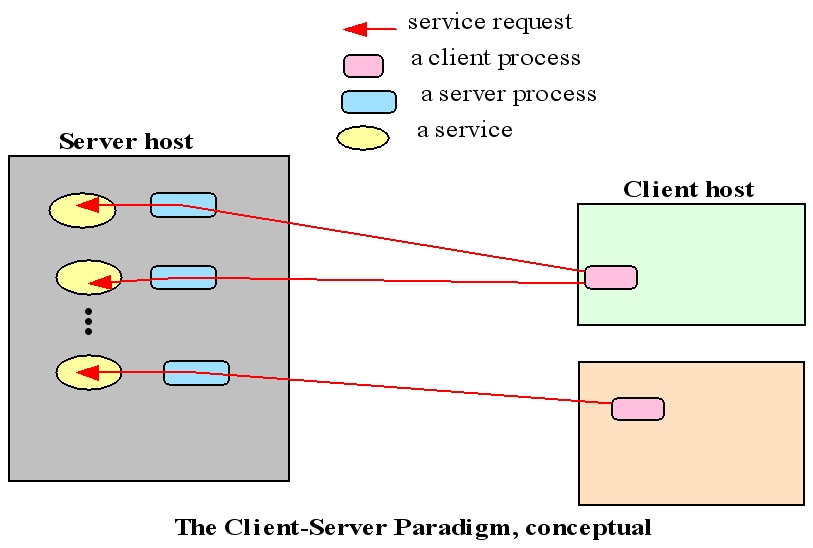 service request
a client process
a server process
a service
Server host
Client host
The Client-Server Paradigm, conceptual